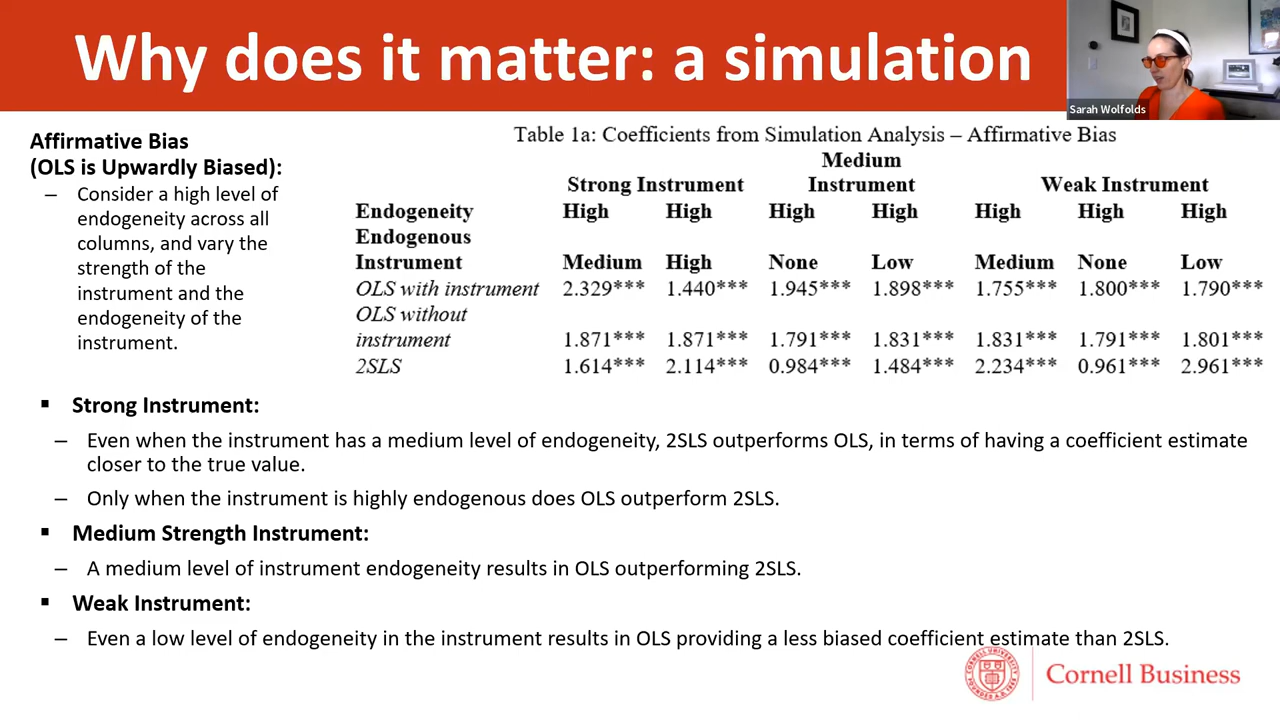 Why does it matter: a simulation
Sarah Wolfolds
Affirmative Bias
(OLS is Upwardly Biased):
– Consider a high level of
endogeneity across all
columns, and vary the
strength of the
instrument and the
endogeneity of the
instrument.
Table 1a: Coefficients from Simulation Analysis – Affirmative Bias
Medium
Strong Instrument Instrument Weak Instrument
Endogeneity High High High High High High High
Endogenous
Instrument Medium High None Low Medium None Low
OLS with instrument 2.329*** 1.440*** 1.945*** 1.898*** 1.755*** 1.800*** 1.790***
OLS without
instrument 1.871*** 1.871*** 1.791*** 1.831*** 1.831*** 1.791*** 1.801***
2SLS 1.614*** 2.114*** 0.984*** 1.484*** 2.234*** 0.961*** 2.961***
▪ Strong Instrument:
– Even when the instrument has a medium level of endogeneity, 2SLS outperforms OLS, in terms of having a coefficient estimate
closer to the true value.
– Only when the instrument is highly endogenous does OLS outperform 2SLS.
▪ Medium Strength Instrument:
– A medium level of instrument endogeneity results in OLS outperforming 2SLS.
▪ Weak Instrument:
– Even a low level of endogeneity in the instrument results in OLS providing a less biased coefficient estimate than 2SLS.
Cornell Business